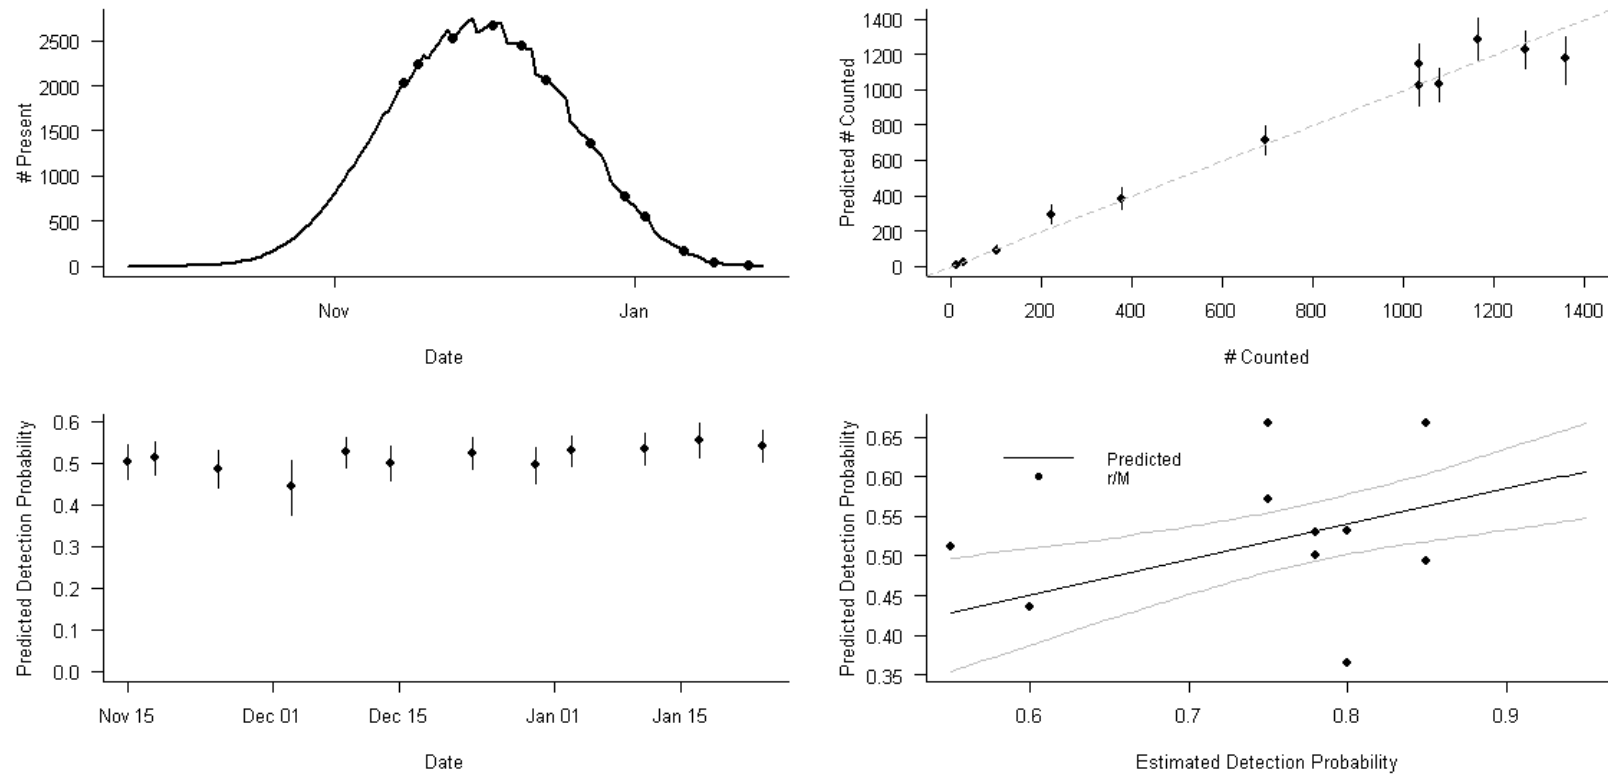 # Present
2500
2000
1500
1000
500
0
Nov Jan
Date
Predicted # Counted
1400
1200
1000
800
600
400
200
0
0 200 400 600 800 1000 1200 1400
# Counted
Predicted Detection Probability
0.6
0.5
0.4
0.3
0.2
0.1
0.0
Nov 15 Dec 01 Dec 15 Jan 01 Jan 15
Date
Predicted Detection Probability
0.65
0.60
0.55
0.50
0.45
0.40
0.35
Predicted
r/M
0.6 0.7 0.8 0.9
Estimated Detection Probability